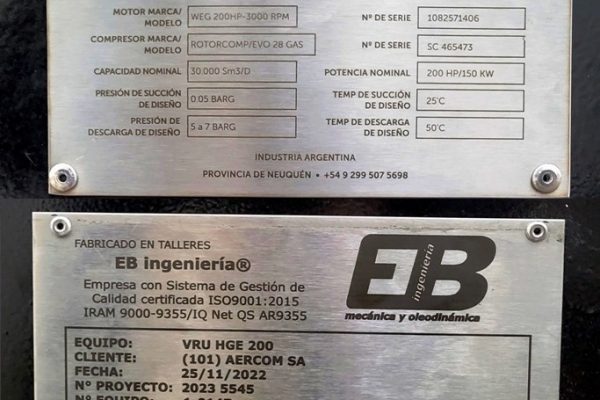 MOTOR MARCA/ MODELO WEG 200HP-3000 RPM Nº DE SERIE 1082571406
COMPRESOR MARCA/ MODELO ROTORCOMP/EVO 28 GAS Nº DE SERIE SC 465473
CAPACIDAD NOMINAL 30.000 Sm3/D POTENCIA NOMINAL 200 HP/150 KW
PRESIÓN DE SUCCIÓN DE DISEÑO 0.05 BARG TEMP DE SUCCIÓN DE DISEÑO 25°C
PRESIÓN DE DESCARGA DE DISEÑO 5 a 7 BARG TEMP DE DESCARGA DE DISEÑO 50°C
INDUSTRIA ARGENTINA
PROVINCIA DE NEUQUÉN • +54 9 299 507 5698
FABRICADO EN TALLERES
EB ingeniería®
Empresa con Sistema de Gestión de
Calidad certificada ISO9001:2015
IRAM 9000-9355/IQ Net QS AR9355
EB ingeniería
mecánica y oleodinámica
EQUIPO: VRU HGE 200
CLIENTE: (101) AERCOM SA
FECHA: 25/11/2022
Nº PROYECTO: 2023 5545
Nº EQUIPO: